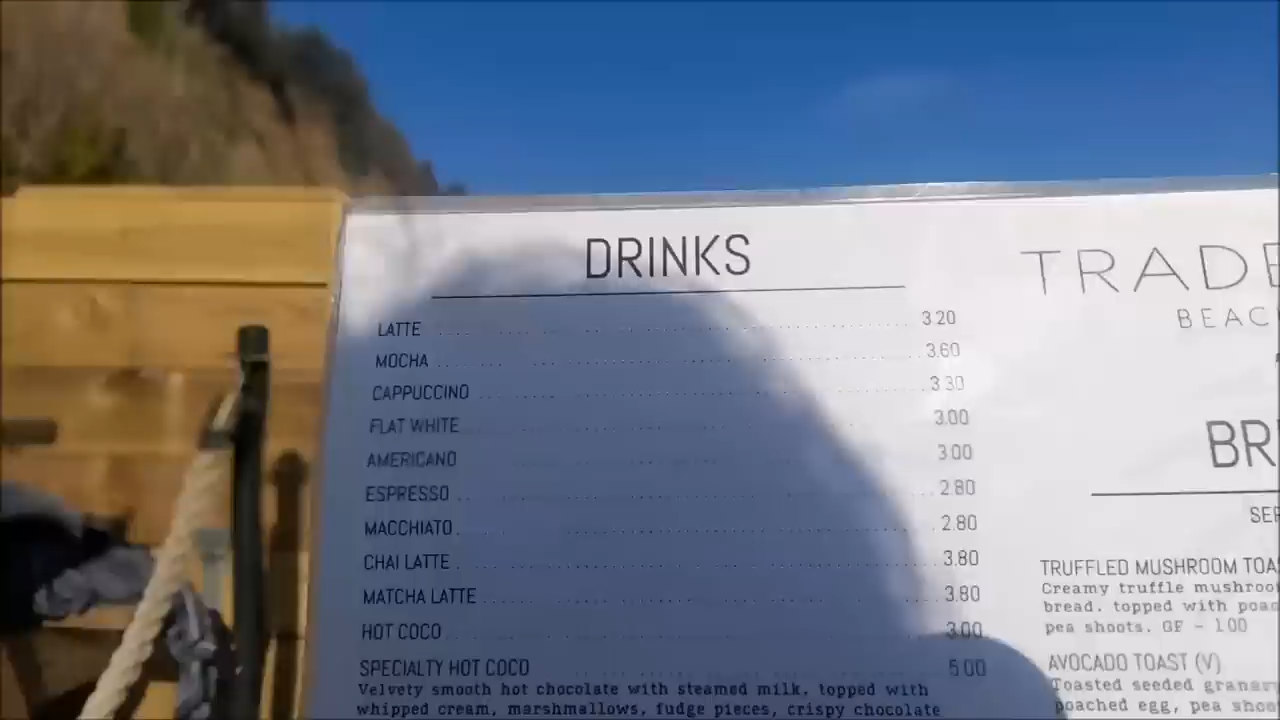 DRINKS
LATTE 3.20
MOCHA 3.60
CAPPUCCINO 3.30
FLAT WHITE 3.00
AMERICANO 3.00
ESPRESSO 2.80
MACCHIATO 2.80
CHAI LATTE 3.80
MATCHA LATTE 3.80
HOT COCO 3.00
SPECIALTY HOT COCO 5.00
Velvety smooth hot chocolate with steamed milk, topped with
whipped cream, marshmallows, fudge pieces, crispy chocolate
TRADE
BEAC
BR
SER
TRUFFLED MUSHROOM TOA
Creamy truffle mushroo
bread. topped with poac
pea shoots. GF - 1.00
AVOCADO TOAST (V)
Toasted seeded granary
poached egg, pea shoo